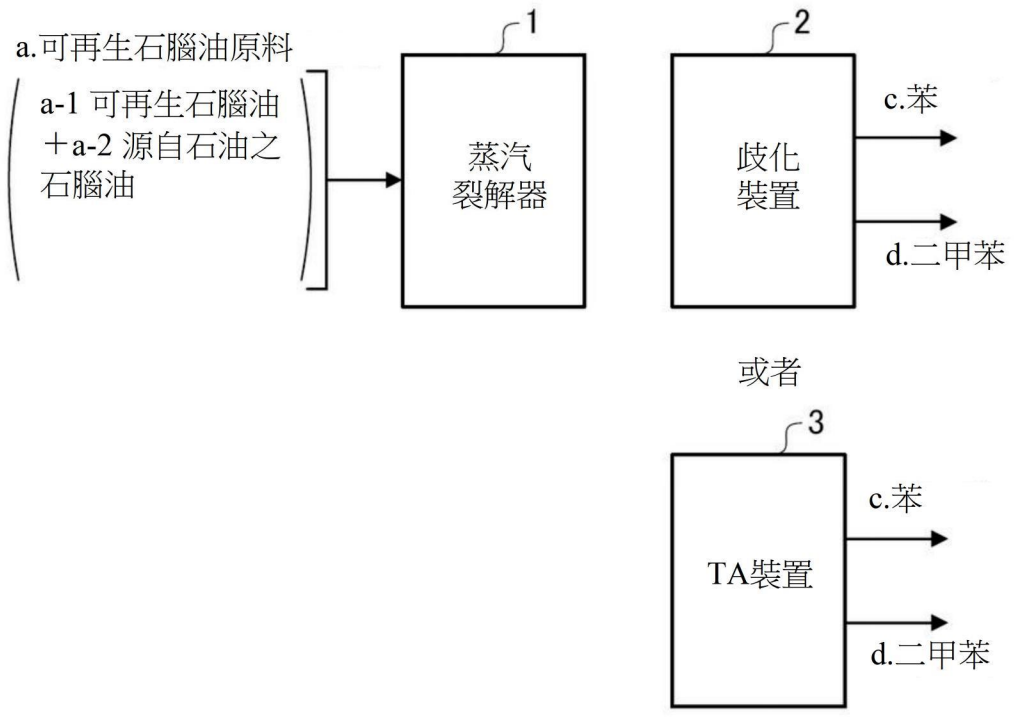 a.可再生石腦油原料
a-1 可再生石腦油
＋a-2 源自石油之
石腦油
1
蒸汽
裂解器
2
歧化
裝置
c.苯
d.二甲苯
或者
3
TA裝置
c.苯
d.二甲苯